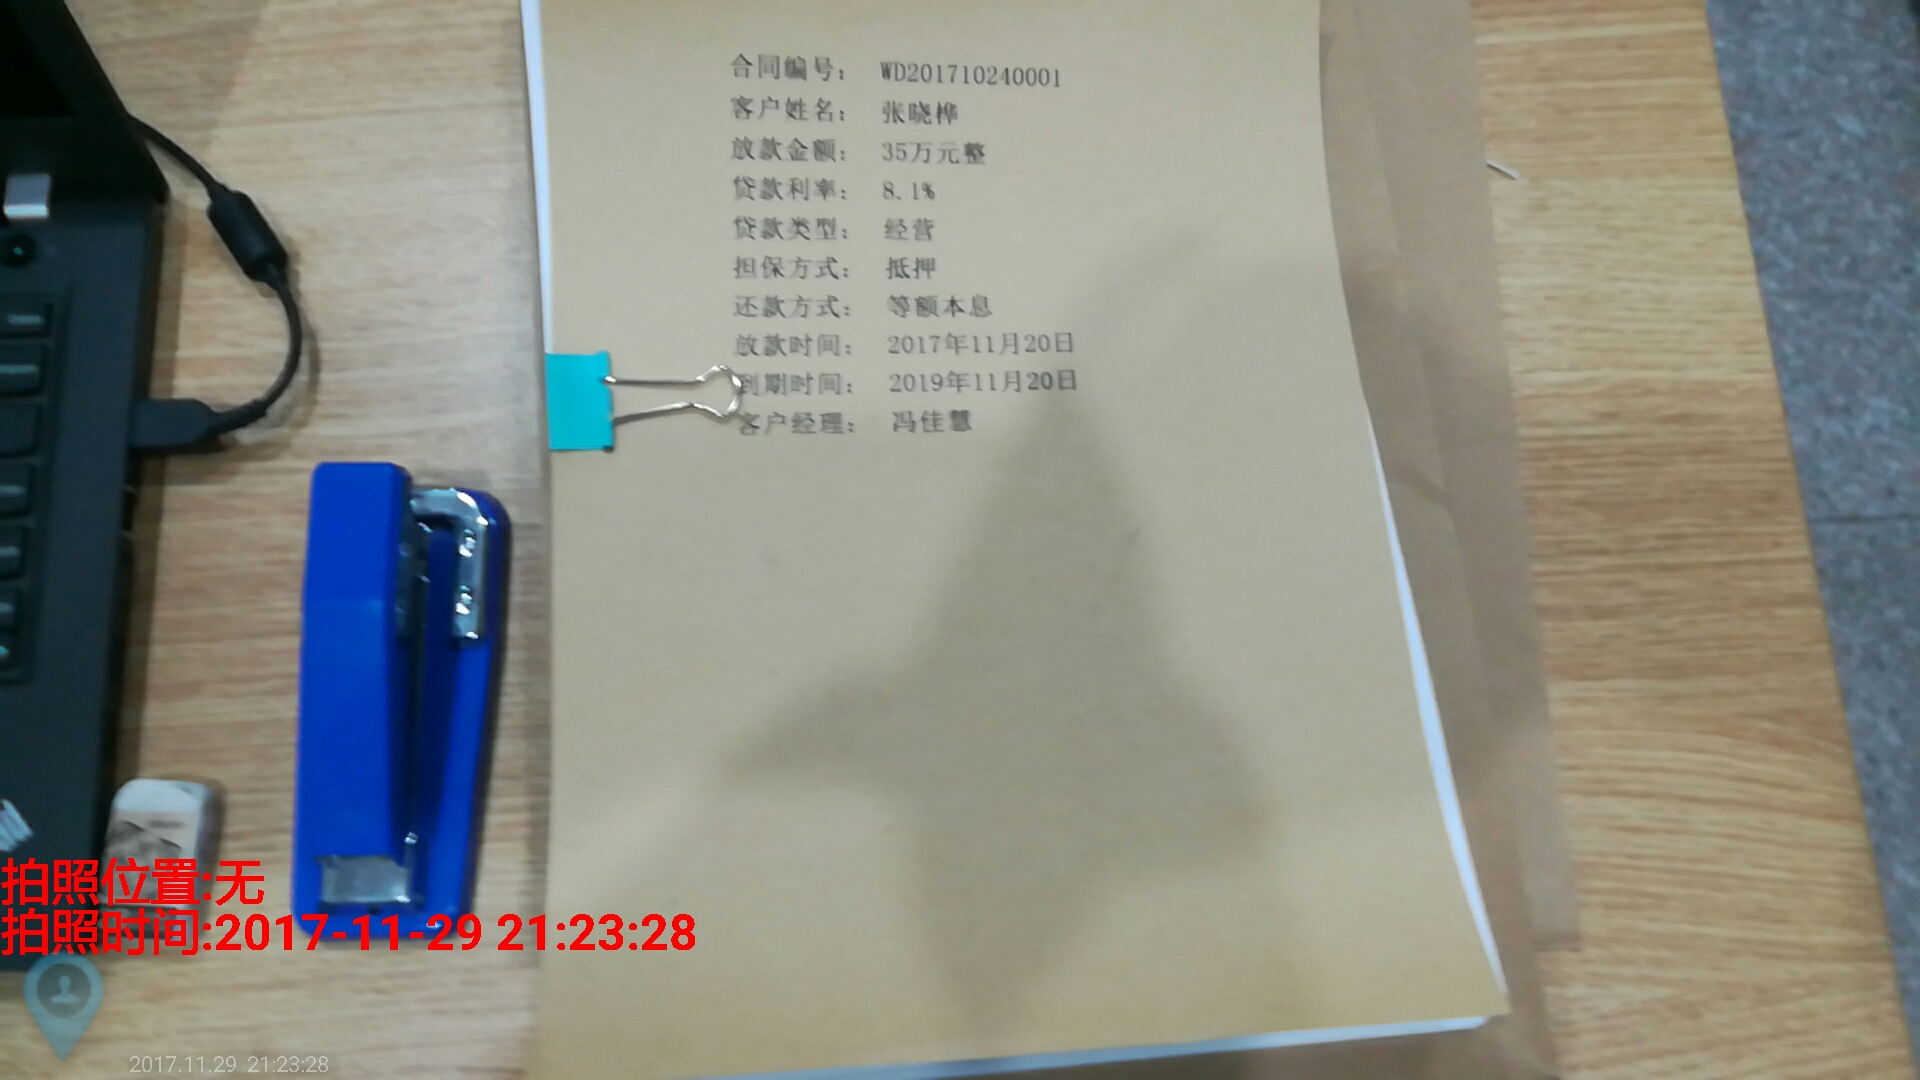 合同编号： WD201710240001
客户姓名： 张晓桦
放款金额： 35万元整
贷款利率： 8.1%
贷款类型： 经营
担保方式： 抵押
还款方式： 等额本息
放款时间： 2017年11月20日
到期时间： 2019年11月20日
客户经理： 冯佳慧
拍照位置:无
拍照时间:2017-11-29 21:23:28
2017.11.29 21:23:28